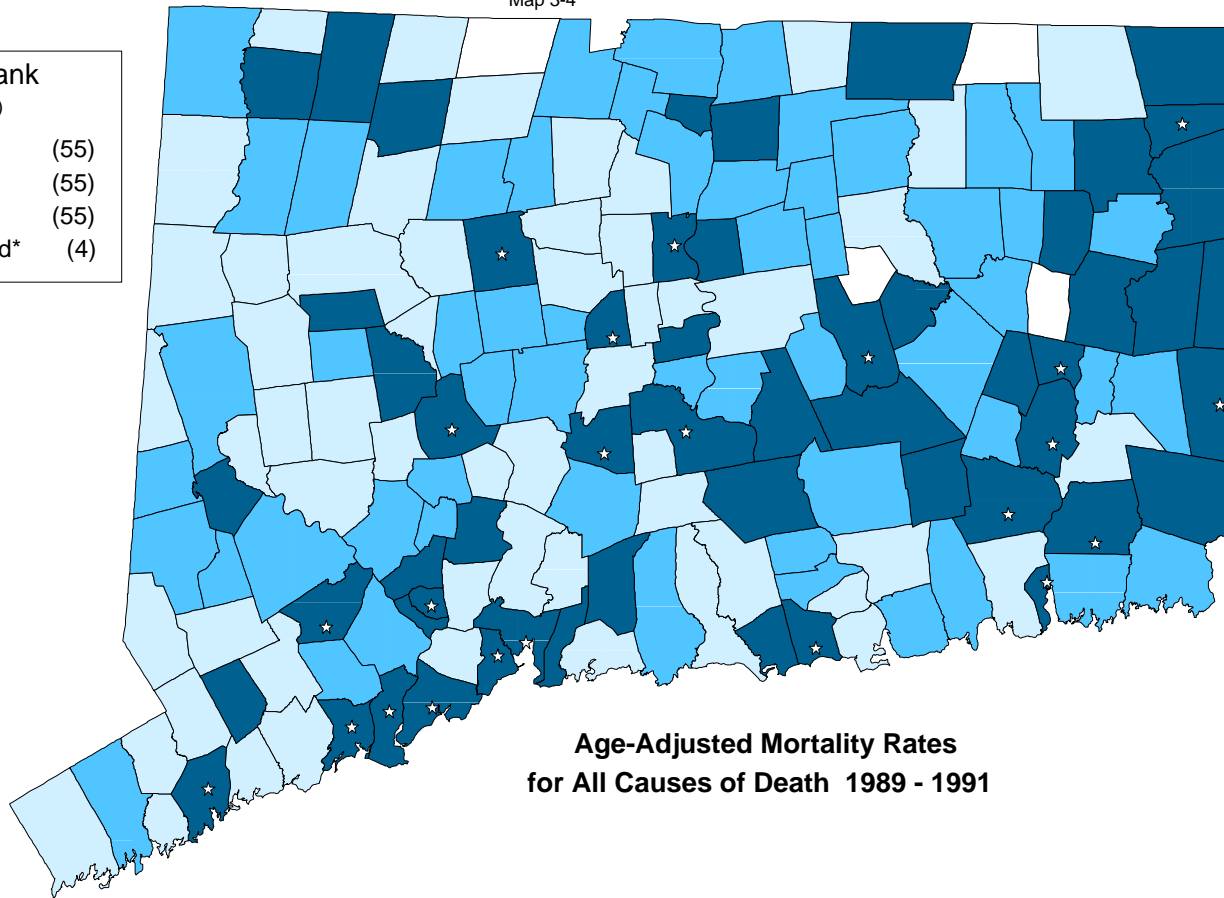 Map 3-4
ank
)
(55)
(55)
(55)
d* (4)
Age-Adjusted Mortality Rates
for All Causes of Death 1989 - 1991